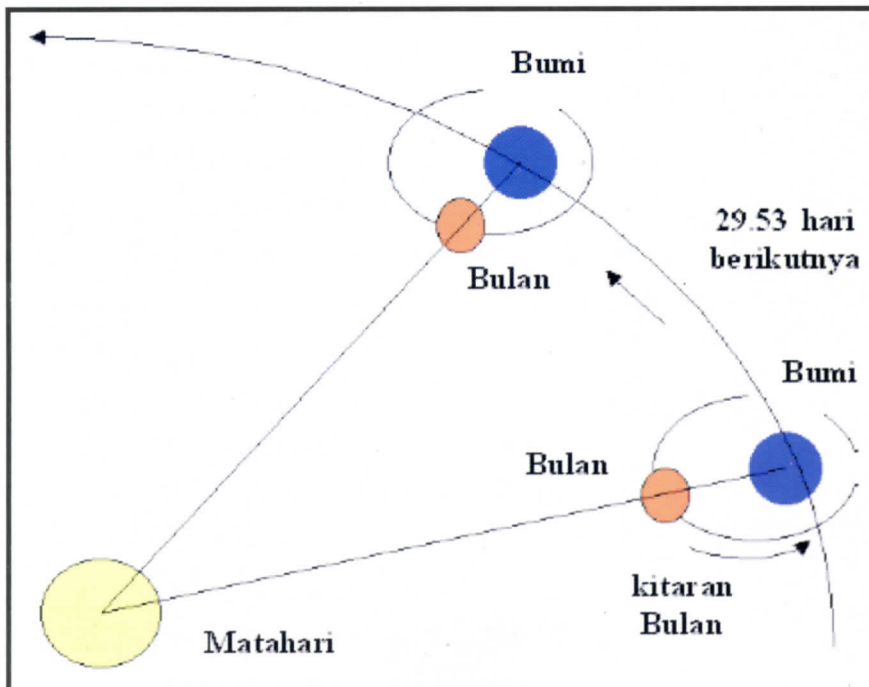 Bumi
29.53 hari
berikutnya
Bulan
Bumi
Bulan
kitaran
Bulan
Matahari